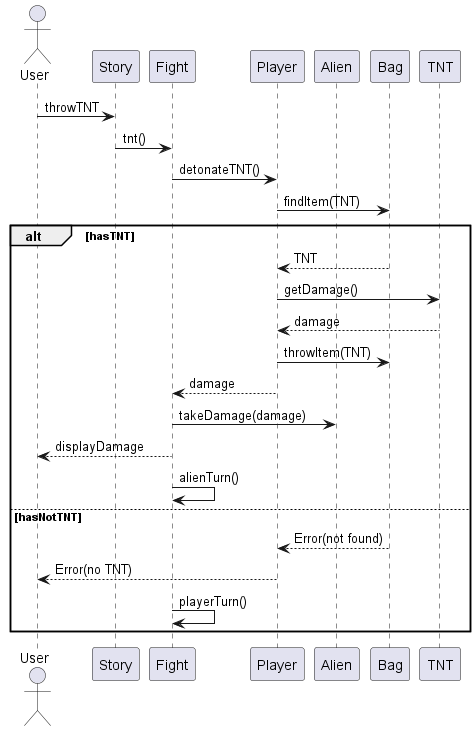 User
Story Fight Player Alien Bag TNT
throwTNT
tnt()
detonateTNT()
findItem(TNT)
alt [hasTNT]
TNT
getDamage()
damage
throwItem(TNT)
damage
takeDamage(damage)
displayDamage
alienTurn()
[hasNotTNT]
Error(not found)
Error(no TNT)
playerTurn()
User Story Fight Player Alien Bag TNT